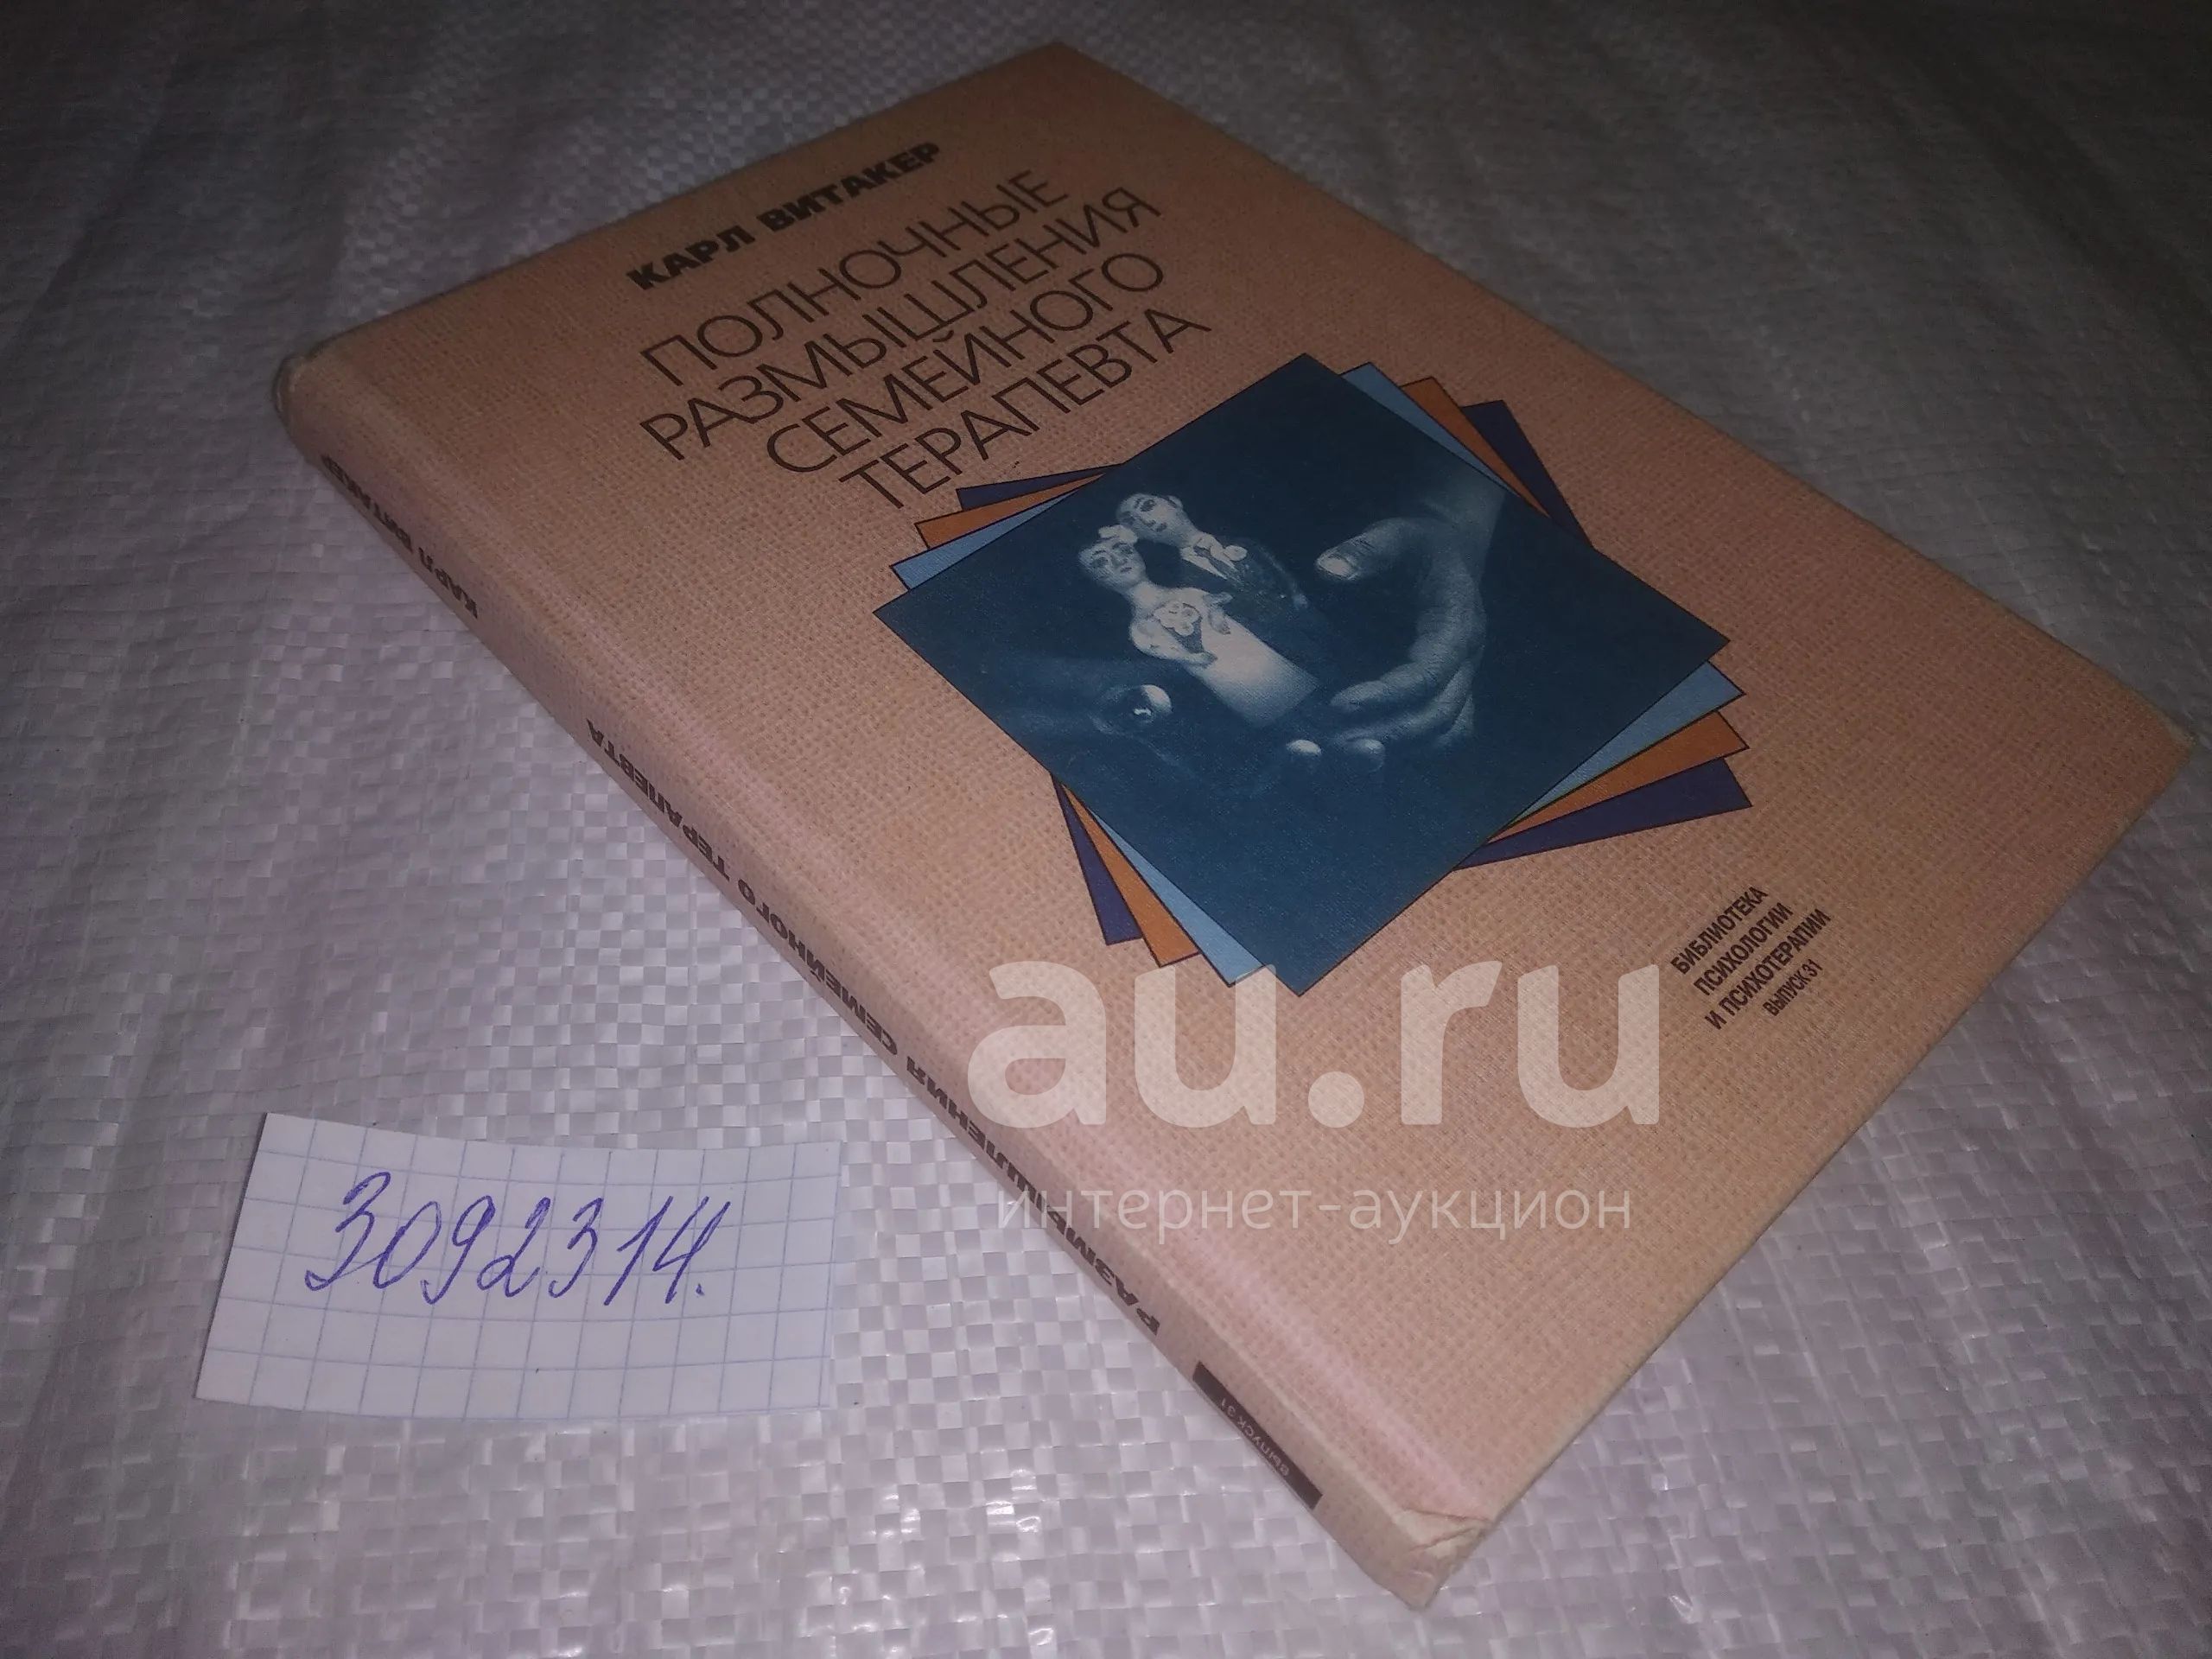 КАРЛ ВИТАКЕР
ПОЛНОЧНЫЕ
РАЗМЫШЛЕНИЯ
СЕМЕЙНОГО
ТЕРАПЕВТА
БИБЛИОТЕКА
ПСИХОЛОГИИ
И ПСИХОТЕРАПИИ
ВЫПУСК 31
КАРЛ ВИТАКЕР
РАЗМЫШЛЕНИЯ СЕМЕЙНОГО ТЕРАПЕВТА
ВЫПУСК 31
3092314.
au.ru
интернет-аукцион